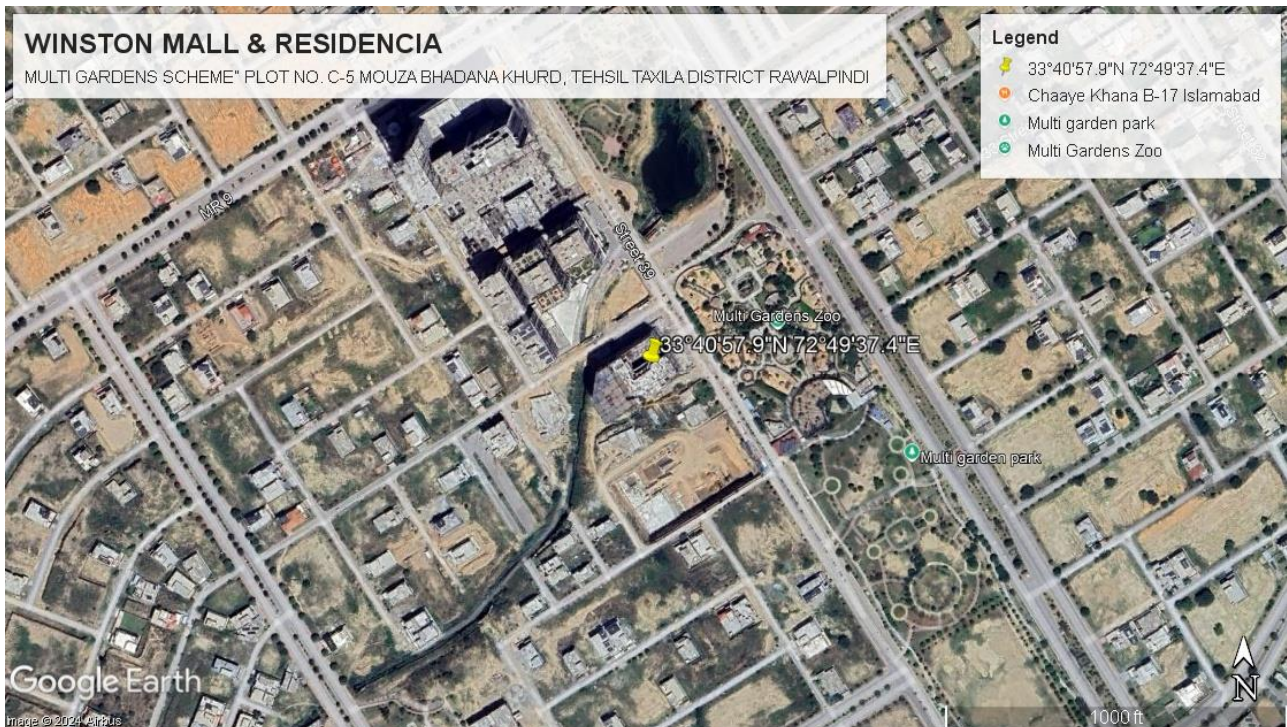 WINSTON MALL & RESIDENCIA
MULTI GARDENS SCHEME" PLOT NO. C-5 MOUZA BHADANA KHURD, TEHSIL TAXILA DISTRICT RAWALPINDI
Legend
33°40'57.9"N 72°49'37.4"E
Chaaye Khana B-17 Islamabad
Multi garden park
Multi Gardens Zoo
MR 9
Street 39
Multi Gardens Zoo
33°40'57.9"N 72°49'37.4"E
Multi garden park
Google Earth
Image © 2024 Airbus
1000 ft
N